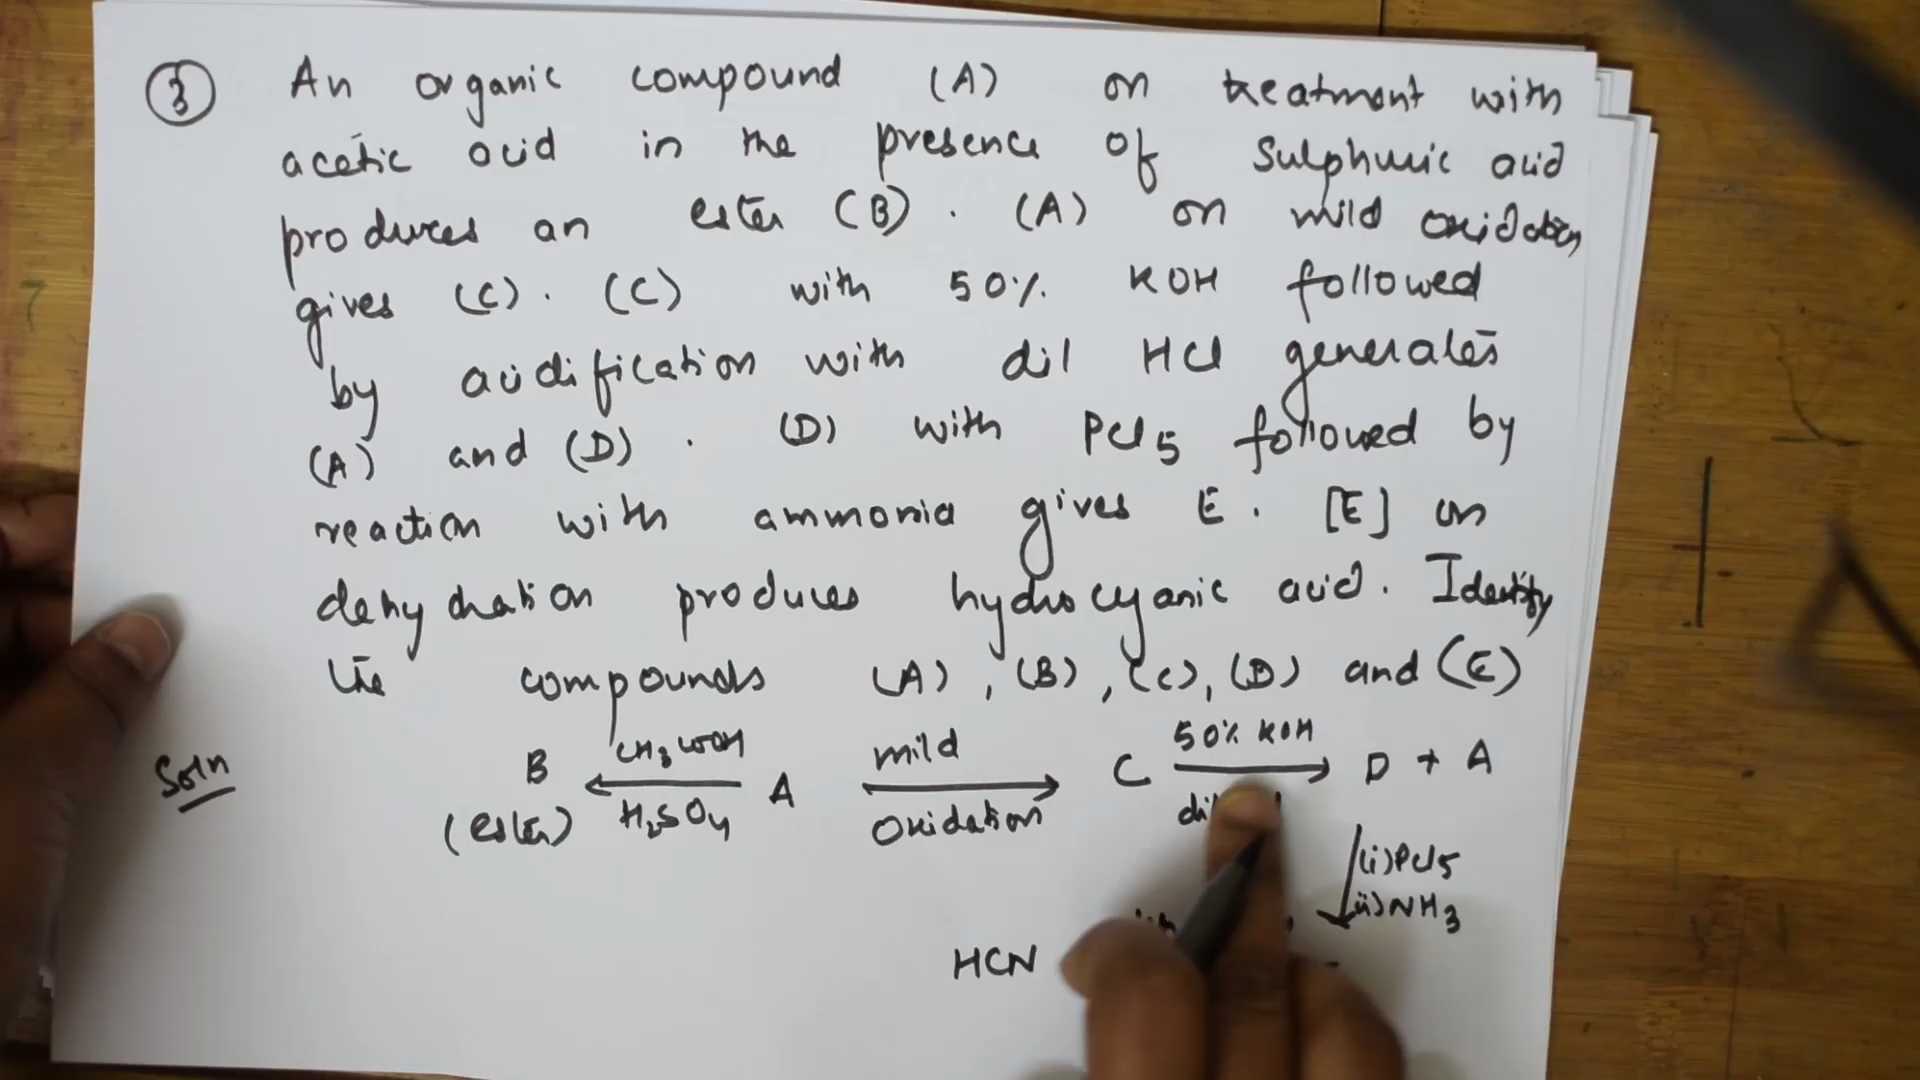 3 An organic compound (A) on treatment with
acetic acid in the presence of Sulphuric acid
produces an ester (B). (A) on mild oxidation
gives (C). (C) with 50% KOH followed
by acidification with dil HCl generates
(A) and (D). (D) with PCl5 followed by
reaction with ammonia gives E. [E] on
dehydration produces hydrocyanic acid. Identify
the compounds (A), (B), (C), (D) and (E)
Soln B (ester) ← CH3COOH H2SO4 A mild oxidation → C 50% KOH → D + A
(i) PCl5
ii) NH3
HCN